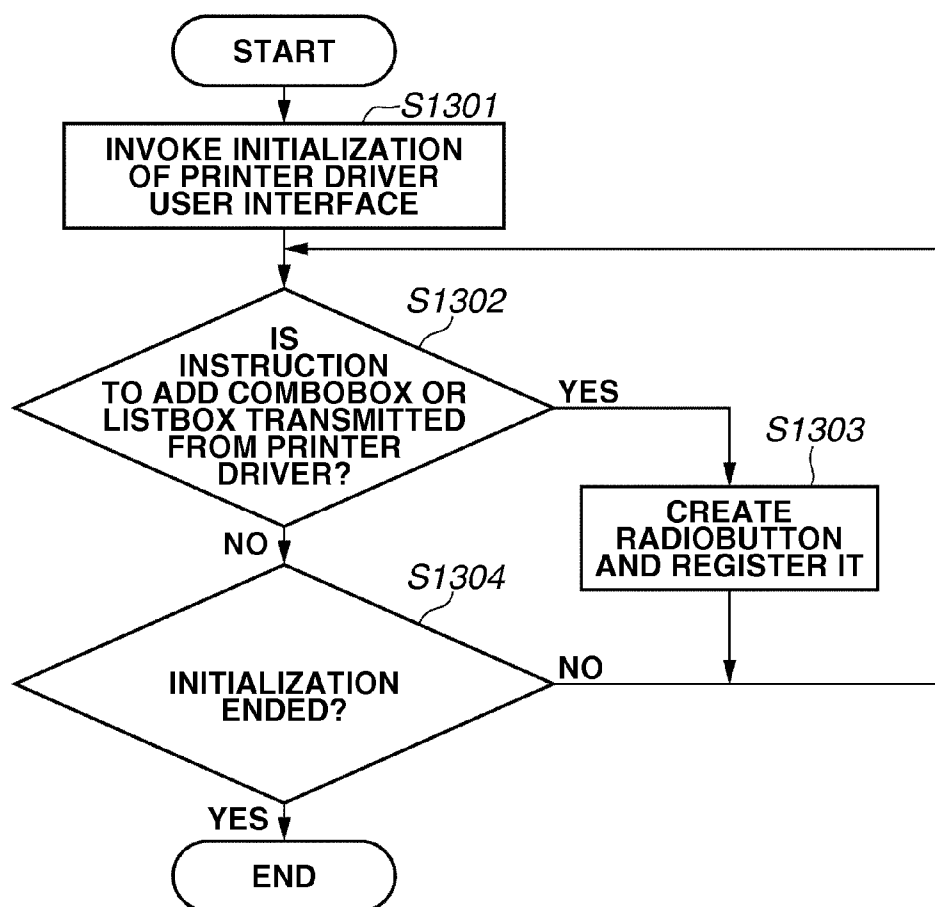 START
S1301
INVOKE INITIALIZATION
OF PRINTER DRIVER
USER INTERFACE
S1302
IS
INSTRUCTION
TO ADD COMBOBOX OR
LISTBOX TRANSMITTED
FROM PRINTER
DRIVER?
YES
S1303
CREATE
RADIOBUTTON
AND REGISTER IT
NO
S1304
INITIALIZATION
ENDED?
NO
YES
END